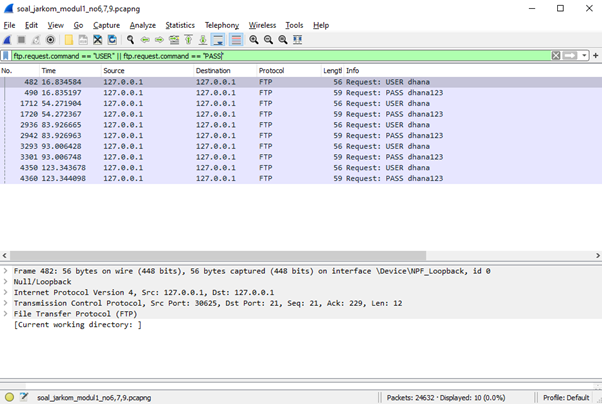 soal_jarkom_modul1_no6,7,9.pcapng
File Edit View Go Capture Analyze Statistics Telephony Wireless Tools Help
ftp.request.command == "USER" || ftp.request.command == "PASS"
No. Time Source Destination Protocol Lengtl Info
482 16.834584 127.0.0.1 127.0.0.1 FTP 56 Request: USER dhana
490 16.835197 127.0.0.1 127.0.0.1 FTP 59 Request: PASS dhana123
1712 54.271904 127.0.0.1 127.0.0.1 FTP 56 Request: USER dhana
1720 54.272367 127.0.0.1 127.0.0.1 FTP 59 Request: PASS dhana123
2936 83.926665 127.0.0.1 127.0.0.1 FTP 56 Request: USER dhana
2942 83.926963 127.0.0.1 127.0.0.1 FTP 59 Request: PASS dhana123
3293 93.006428 127.0.0.1 127.0.0.1 FTP 56 Request: USER dhana
3301 93.006748 127.0.0.1 127.0.0.1 FTP 59 Request: PASS dhana123
4350 123.343678 127.0.0.1 127.0.0.1 FTP 56 Request: USER dhana
4360 123.344098 127.0.0.1 127.0.0.1 FTP 59 Request: PASS dhana123
Frame 482: 56 bytes on wire (448 bits), 56 bytes captured (448 bits) on interface \Device\NPF_Loopback, id 0
Null/Loopback
Internet Protocol Version 4, Src: 127.0.0.1, Dst: 127.0.0.1
Transmission Control Protocol, Src Port: 30625, Dst Port: 21, Seq: 21, Ack: 229, Len: 12
File Transfer Protocol (FTP)
[Current working directory: ]
soal_jarkom_modul1_no6,7,9.pcapng Packets: 24632 · Displayed: 10 (0.0%) Profile: Default